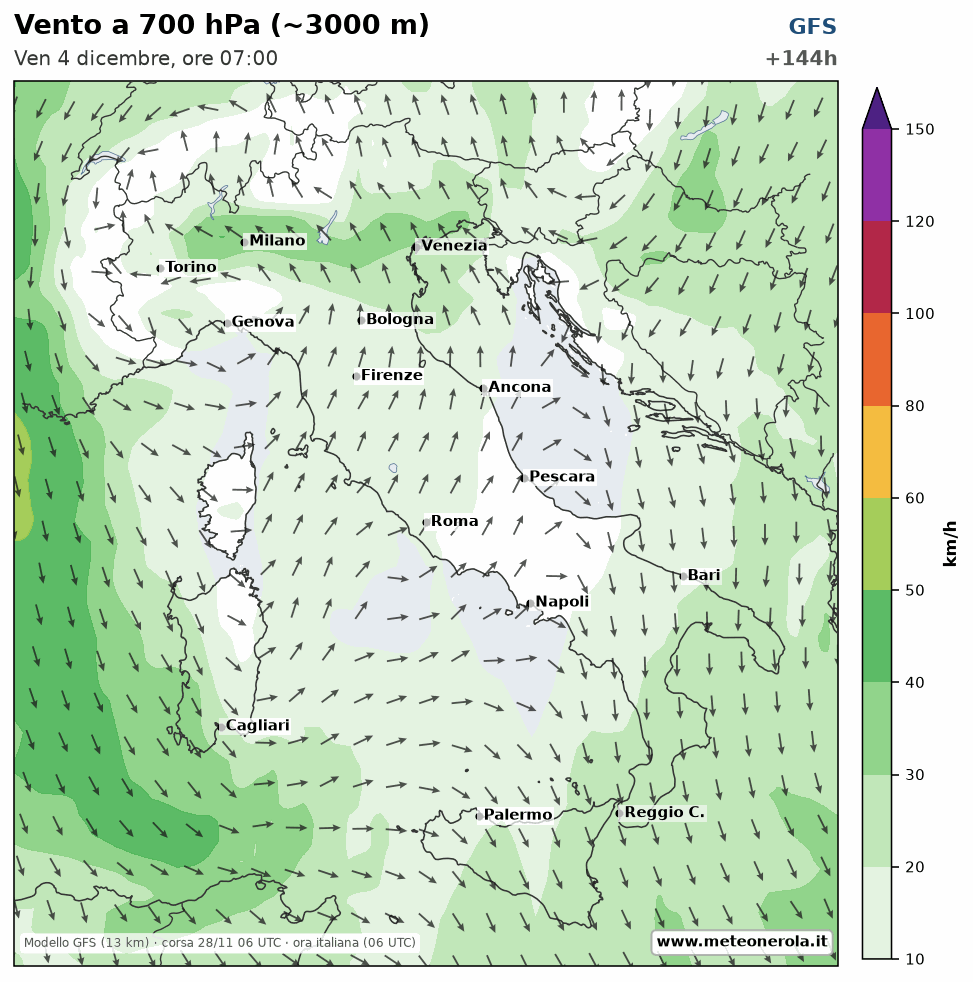 Vento a 700 hPa (~3000 m)
GFS
Ven 4 dicembre, ore 07:00
+144h
150
120
100
80
60
50
40
30
20
10
km/h
Milano
Venezia
Torino
Genova
Bologna
Firenze
Ancona
Pescara
Roma
Bari
Napoli
Cagliari
Palermo
Reggio C.
Modello GFS (13 km) · corsa 28/11 06 UTC · ora italiana (06 UTC)
www.meteonerola.it